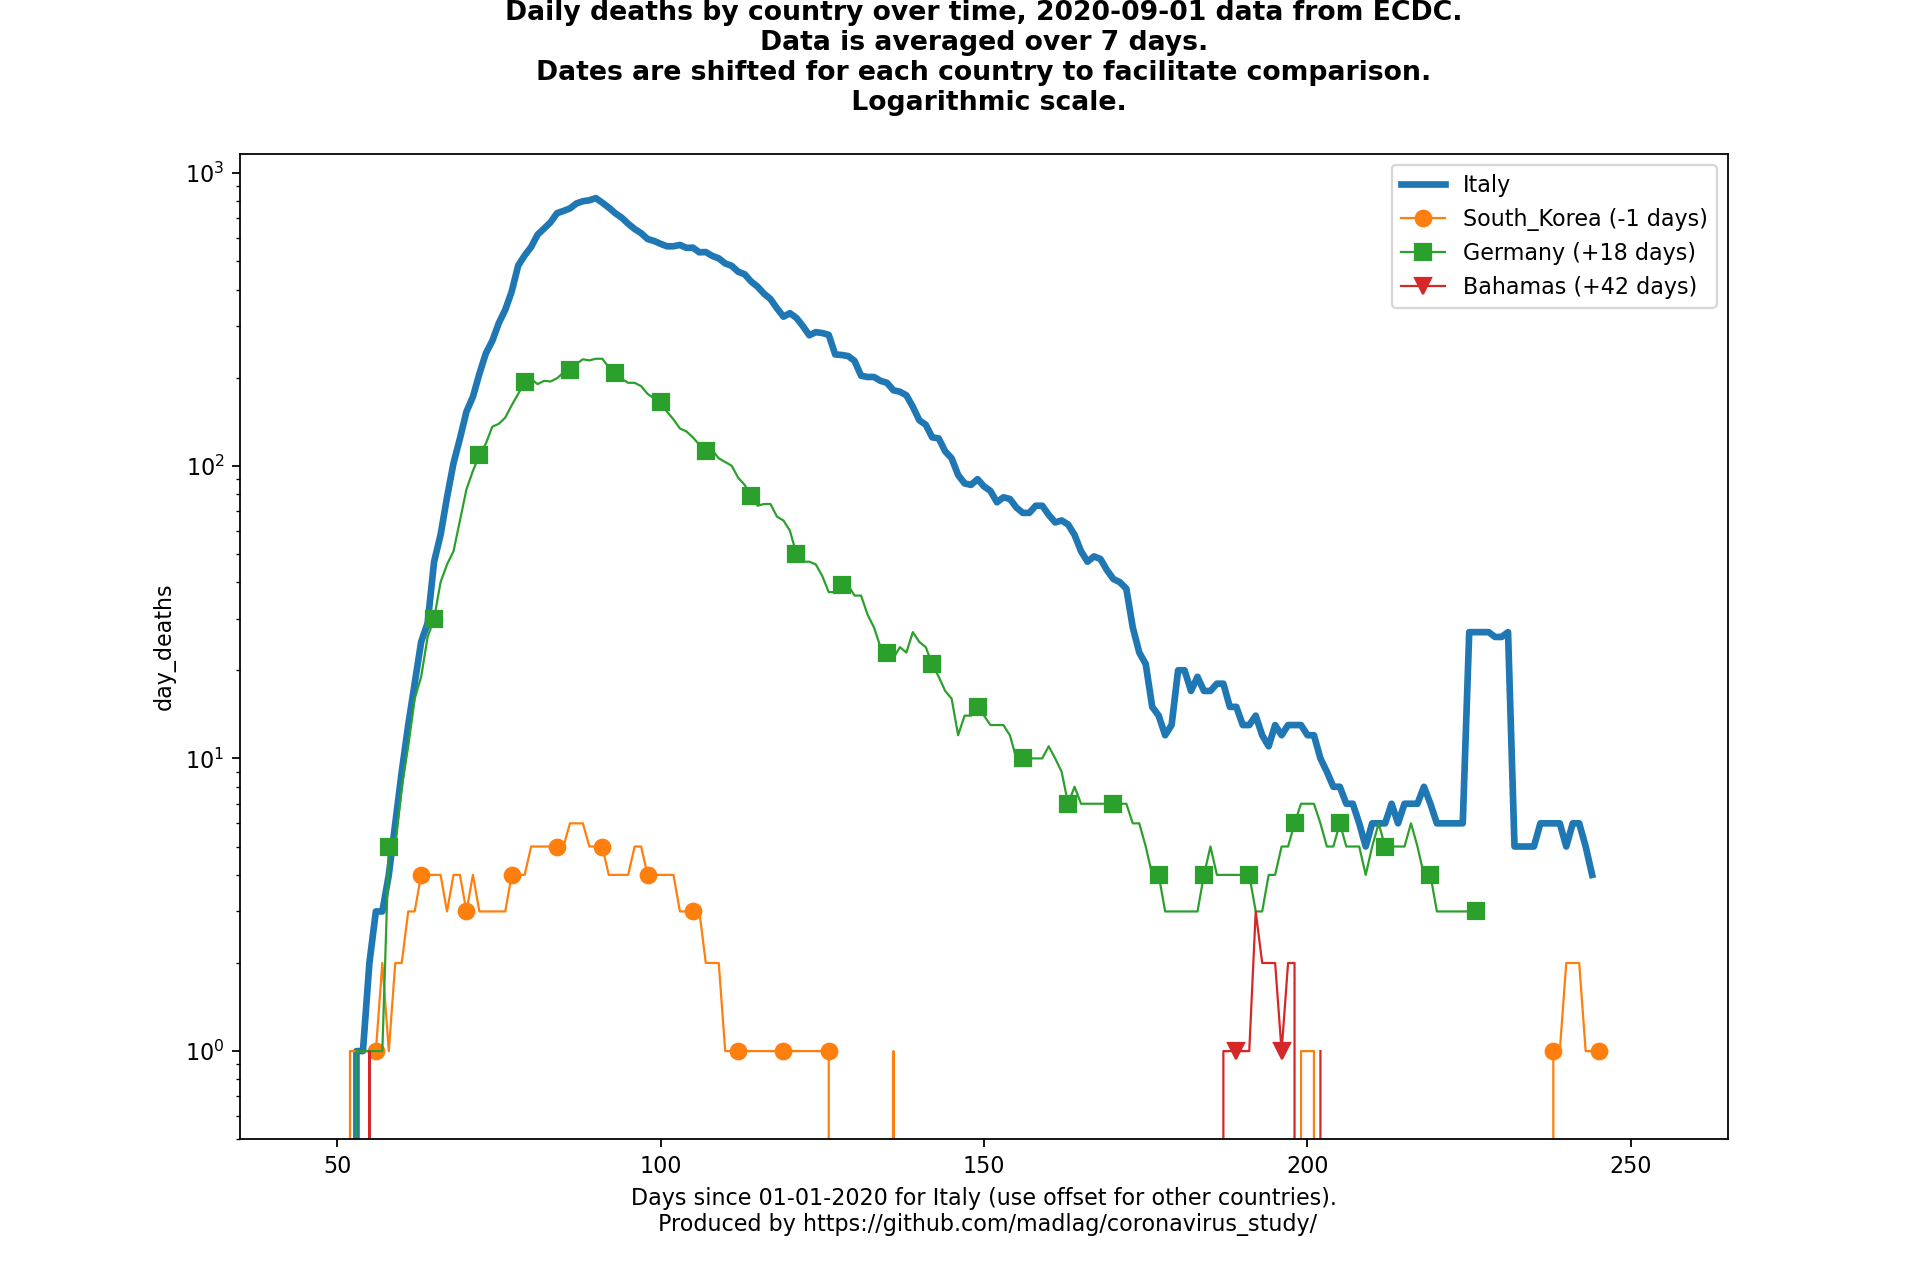 Daily deaths by country over time, 2020-09-01 data from ECDC.
Data is averaged over 7 days.
Dates are shifted for each country to facilitate comparison.
Logarithmic scale.
10³
10²
10¹
10⁰
day_deaths
Italy
South_Korea (-1 days)
Germany (+18 days)
Bahamas (+42 days)
50 100 150 200 250
Days since 01-01-2020 for Italy (use offset for other countries).
Produced by https://github.com/madlag/coronavirus_study/